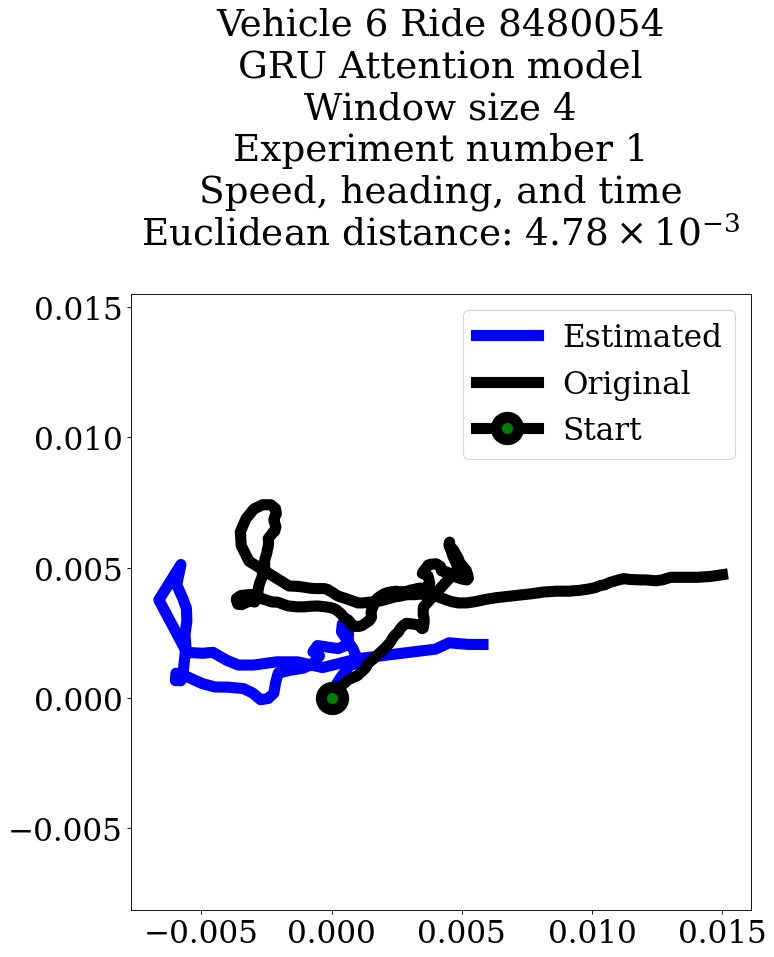 Vehicle 6 Ride 8480054
GRU Attention model
Window size 4
Experiment number 1
Speed, heading, and time
Euclidean distance: 4.78 × 10⁻³
0.015
Estimated
Original
Start
0.010
0.005
0.000
−0.005
−0.005 0.000 0.005 0.010 0.015